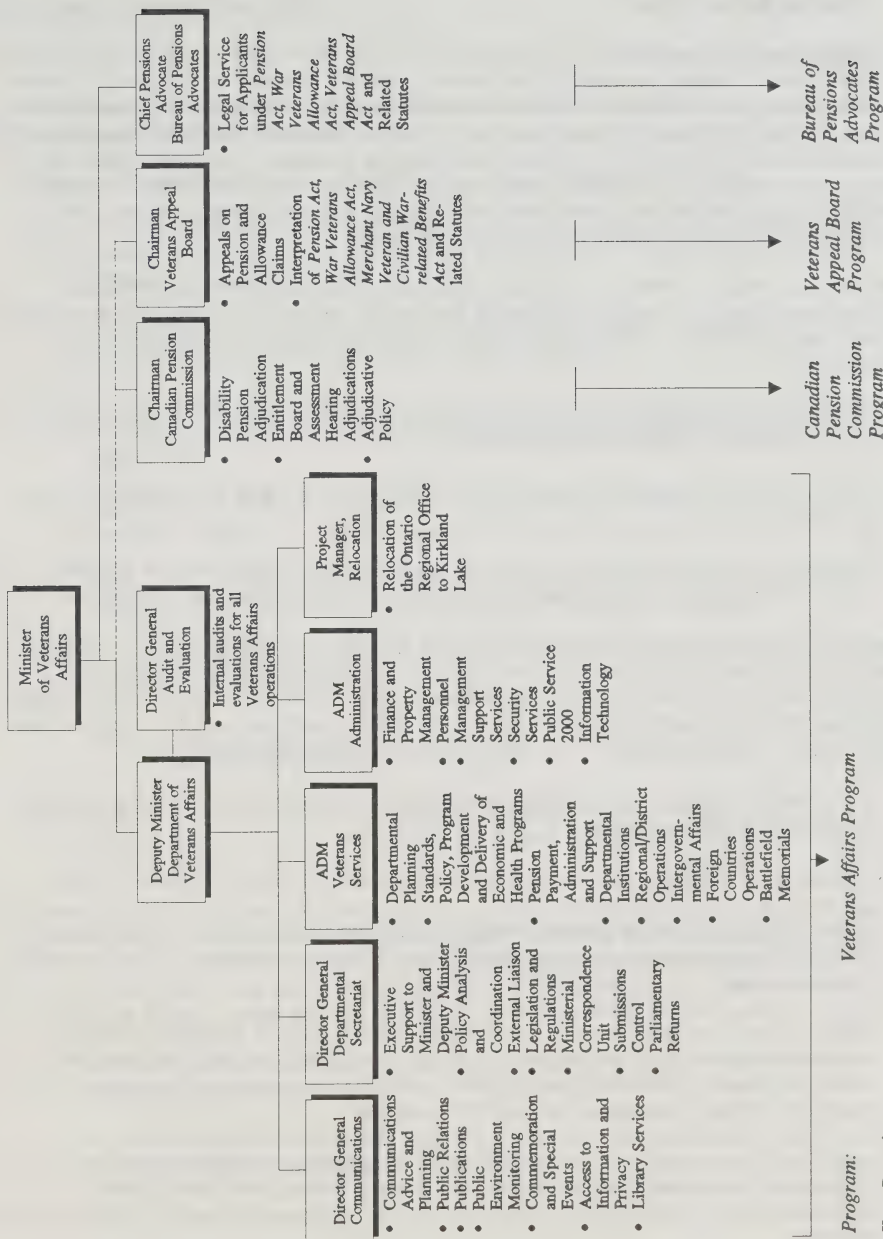 Minister
of Veterans
Affairs
Deputy Minister
Department of
Veterans Affairs
Director General
Audit and
Evaluation
• Internal audits and
evaluations for all
Veterans Affairs
operations
Chairman
Canadian Pension
Commission
• Disability
Pension
Adjudication
• Entitlement
Board and
Assessment
Hearing
Adjudications
• Adjudicative
Policy
Chairman
Veterans Appeal
Board
• Appeals on
Pension and
Allowance
Claims
• Interpretation
of Pension Act,
War Veterans
Allowance Act,
Merchant Navy
Veteran and
Civilian War-
related Benefits
Act and Re-
lated Statutes
Chief Pensions
Advocate
Bureau of Pensions
Advocates
• Legal Service
for Applicants
under Pension
Act, War
Veterans
Allowance
Act, Veterans
Appeal Board
Act and
Related
Statutes
Director General
Communications
• Communications
Advice and
Planning
• Public Relations
• Publications
• Public
Environment
Monitoring
• Commemoration
and Special
Events
• Access to
Information and
Privacy
• Library Services
Director General
Departmental
Secretariat
• Executive
Support to
Minister and
Deputy Minister
• Policy Analysis
and
Coordination
• External Liaison
• Legislation and
Regulations
• Ministerial
Correspondence
Unit
• Submissions
Control
• Parliamentary
Returns
ADM
Veterans
Services
• Departmental
Planning
• Standards,
Policy, Program
Development
and Delivery of
Economic and
Health Programs
• Pension
Payment,
Administration
and Support
• Departmental
Institutions
• Regional/District
Operations
• Intergovern-
mental Affairs
• Foreign
Countries
Operations
• Battlefield
Memorials
ADM
Administration
• Finance and
Property
Management
• Personnel
• Management
Support
Services
• Security
Services
• Public Service
2000
• Information
Technology
Project
Manager,
Relocation
• Relocation of
the Ontario
Regional Office
to Kirkland
Lake
Program:
Veterans Affairs Program
Canadian
Pension
Commission
Program
Veterans
Appeal Board
Program
Bureau of
Pensions
Advocates
Program